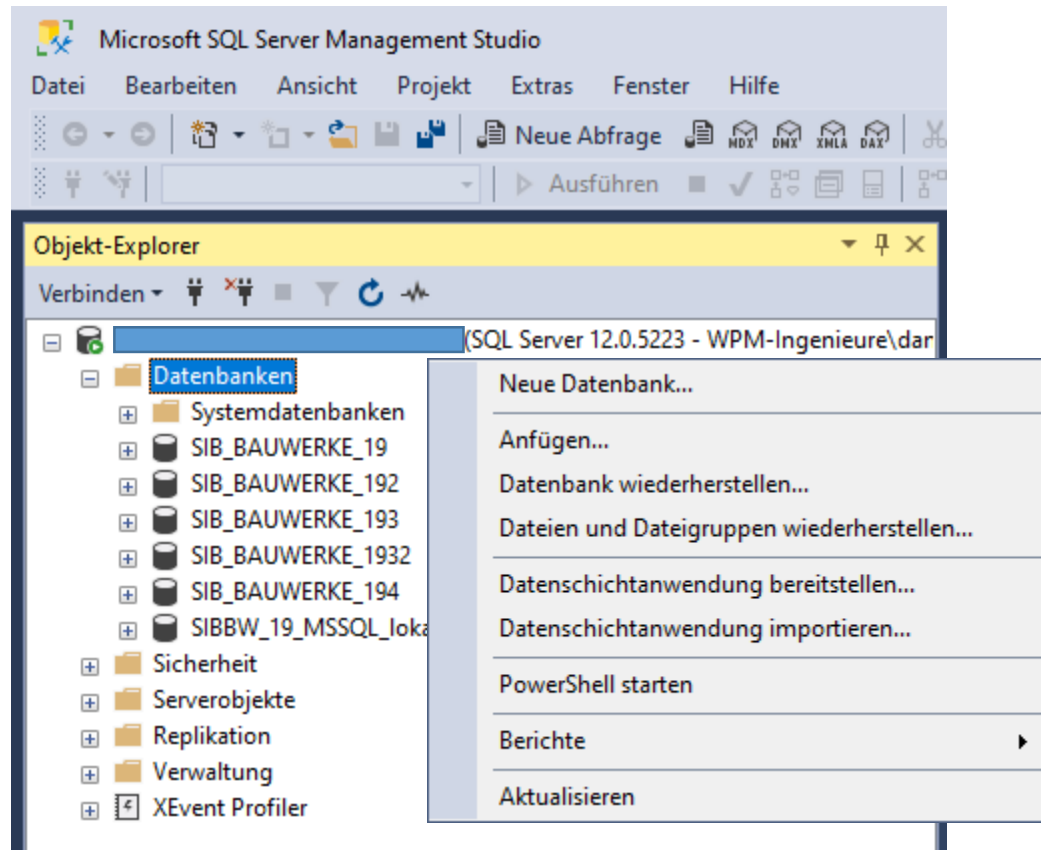 Microsoft SQL Server Management Studio
Datei Bearbeiten Ansicht Projekt Extras Fenster Hilfe
Neue Abfrage MDX DMX XMLA DAX
Ausführen
Objekt-Explorer
Verbinden
(SQL Server 12.0.5223 - WPM-Ingenieure\dar
Datenbanken
Systemdatenbanken
SIB_BAUWERKE_19
SIB_BAUWERKE_192
SIB_BAUWERKE_193
SIB_BAUWERKE_1932
SIB_BAUWERKE_194
SIBBW_19_MSSQL_loka
Sicherheit
Serverobjekte
Replikation
Verwaltung
XEvent Profiler
Neue Datenbank...
Anfügen...
Datenbank wiederherstellen...
Dateien und Dateigruppen wiederherstellen...
Datenschichtanwendung bereitstellen...
Datenschichtanwendung importieren...
PowerShell starten
Berichte
Aktualisieren